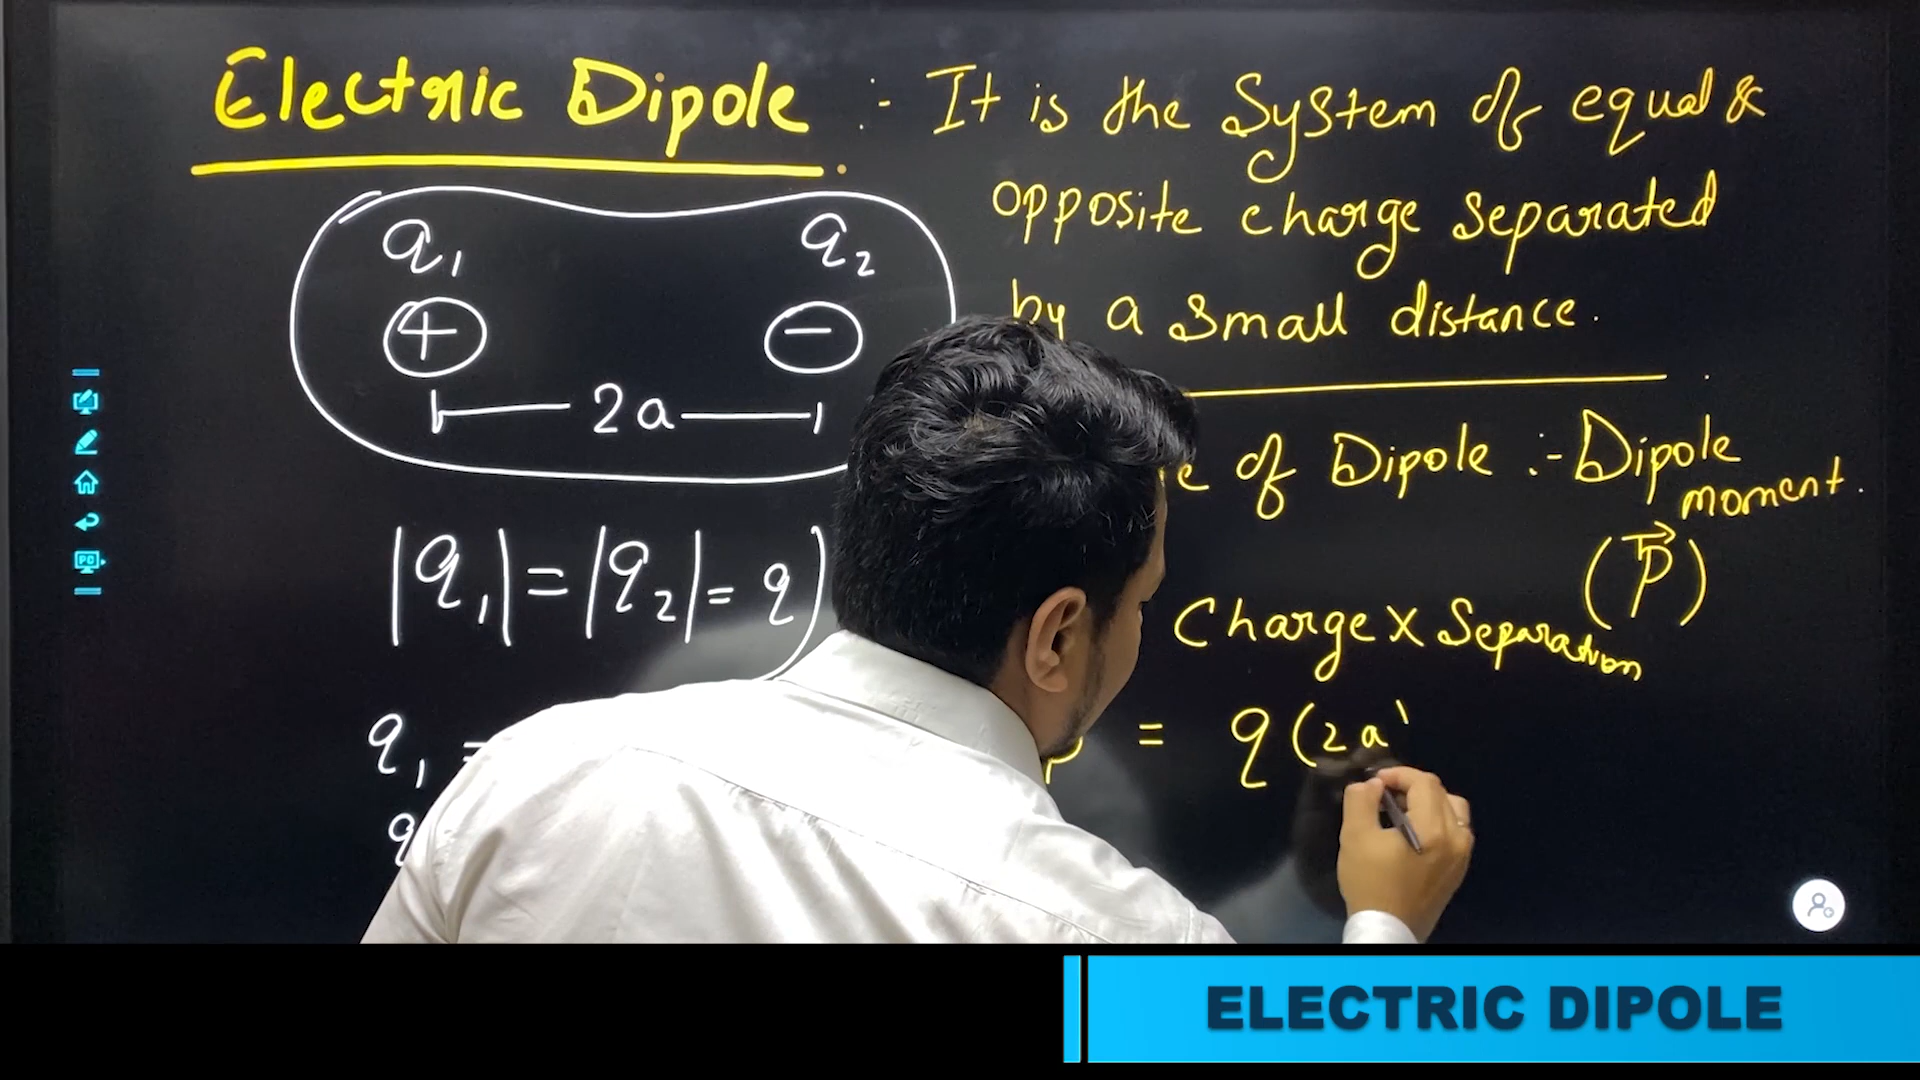 Electric Dipole :- It is the System of equal &
opposite charge separated
by a small distance.
q1 q2
+ −
2a
of Dipole :- Dipole
moment.
(P⃗)
|q1| = |q2| = q
Charge x Separation
q1 =
= q (2a)
q
PC
ELECTRIC DIPOLE